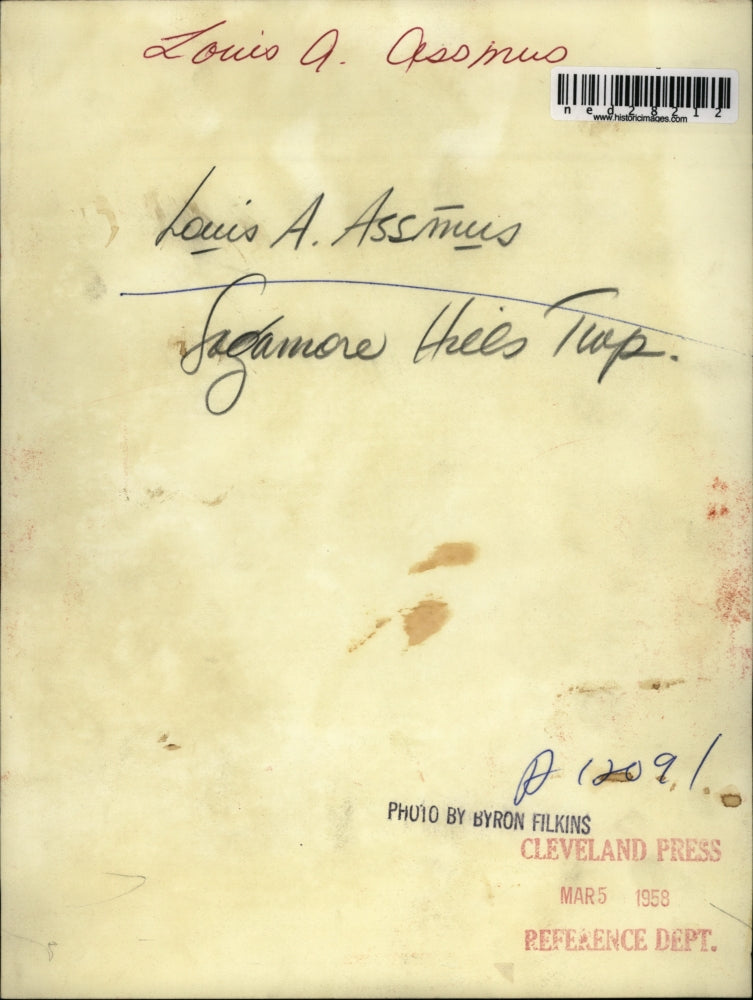 Louis A. Assmus
ned28212
www.historicimages.com
Louis A. Assmus
Sagamore Hills Twp.
P 12091
PHOTO BY BYRON FILKINS
CLEVELAND PRESS
MAR 5 1958
REFERENCE DEPT.